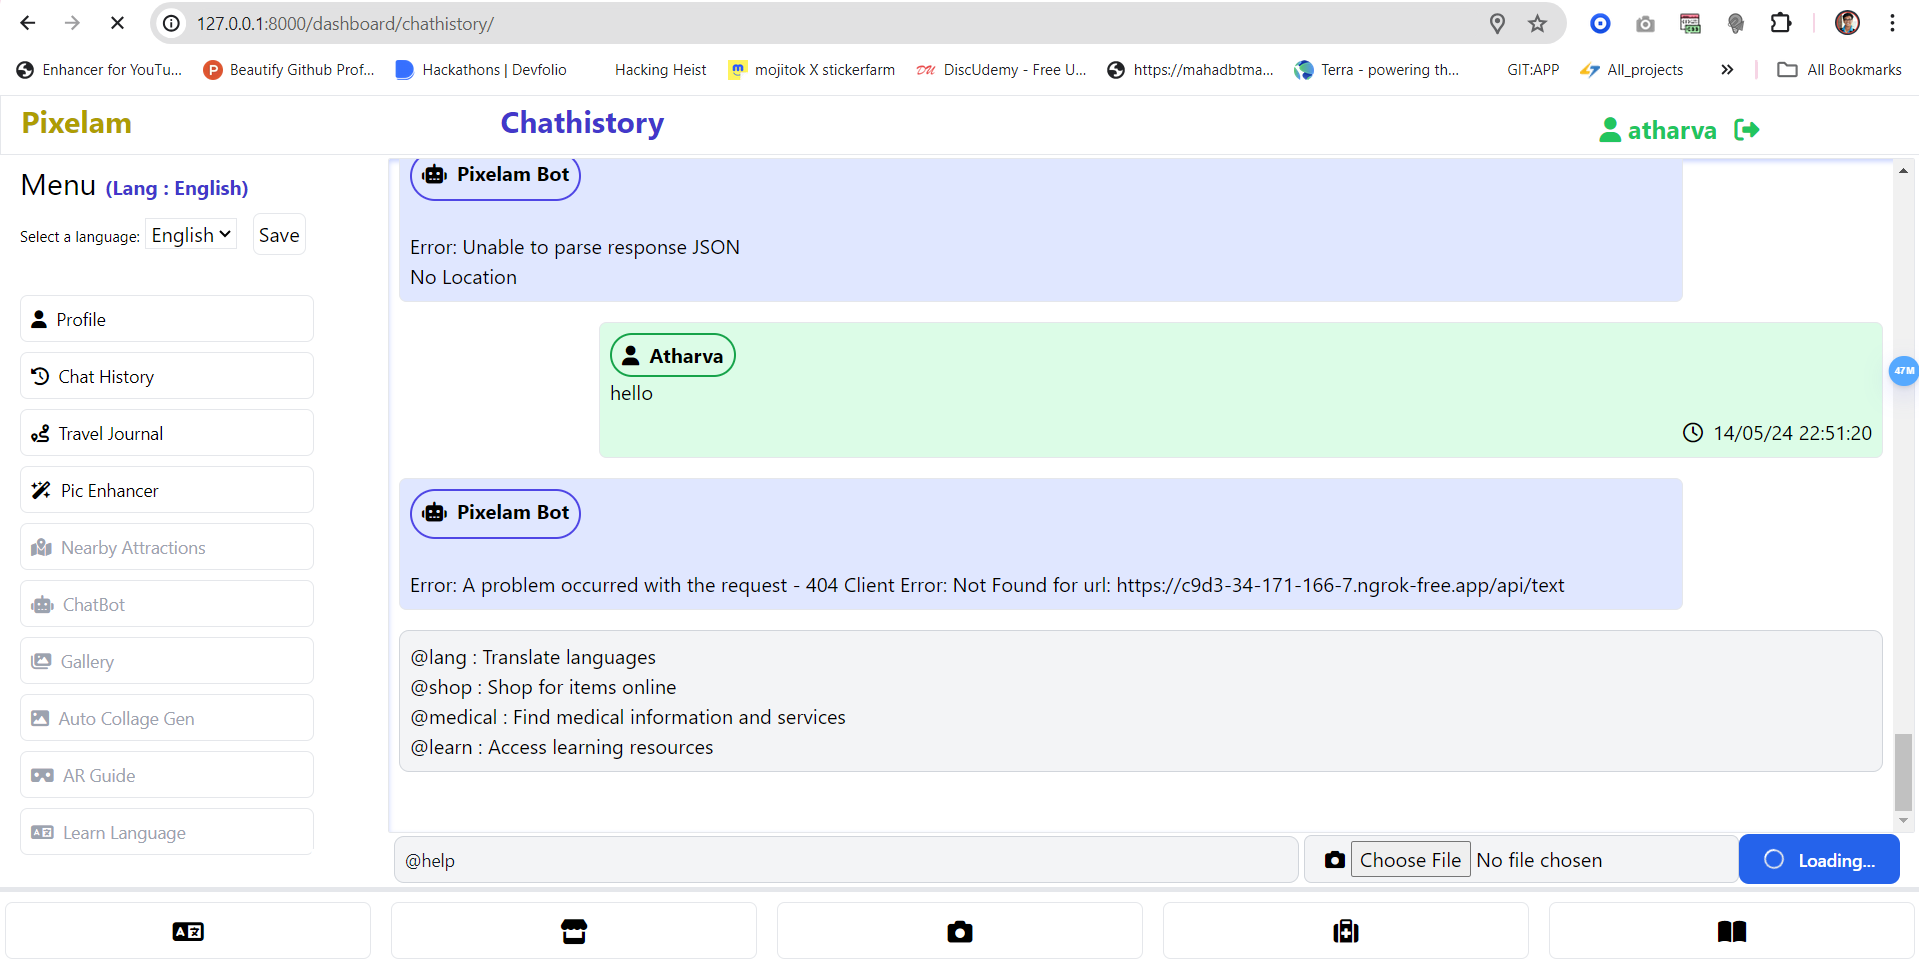 127.0.0.1:8000/dashboard/chathistory/
Enhancer for YouTu...
Beautify Github Prof...
Hackathons | Devfolio
Hacking Heist
mojitok X stickerfarm
DU DiscUdemy - Free U...
https://mahadbtma...
Terra - powering th...
GIT:APP
All_projects
All Bookmarks
Pixelam
Chathistory
atharva
Menu (Lang : English)
Select a language: English Save
Profile
Chat History
Travel Journal
Pic Enhancer
Nearby Attractions
ChatBot
Gallery
Auto Collage Gen
AR Guide
Learn Language
Pixelam Bot
Error: Unable to parse response JSON
No Location
Atharva
hello
14/05/24 22:51:20
Pixelam Bot
Error: A problem occurred with the request - 404 Client Error: Not Found for url: https://c9d3-34-171-166-7.ngrok-free.app/api/text
@lang : Translate languages
@shop : Shop for items online
@medical : Find medical information and services
@learn : Access learning resources
47M
@help
Choose File No file chosen
Loading...